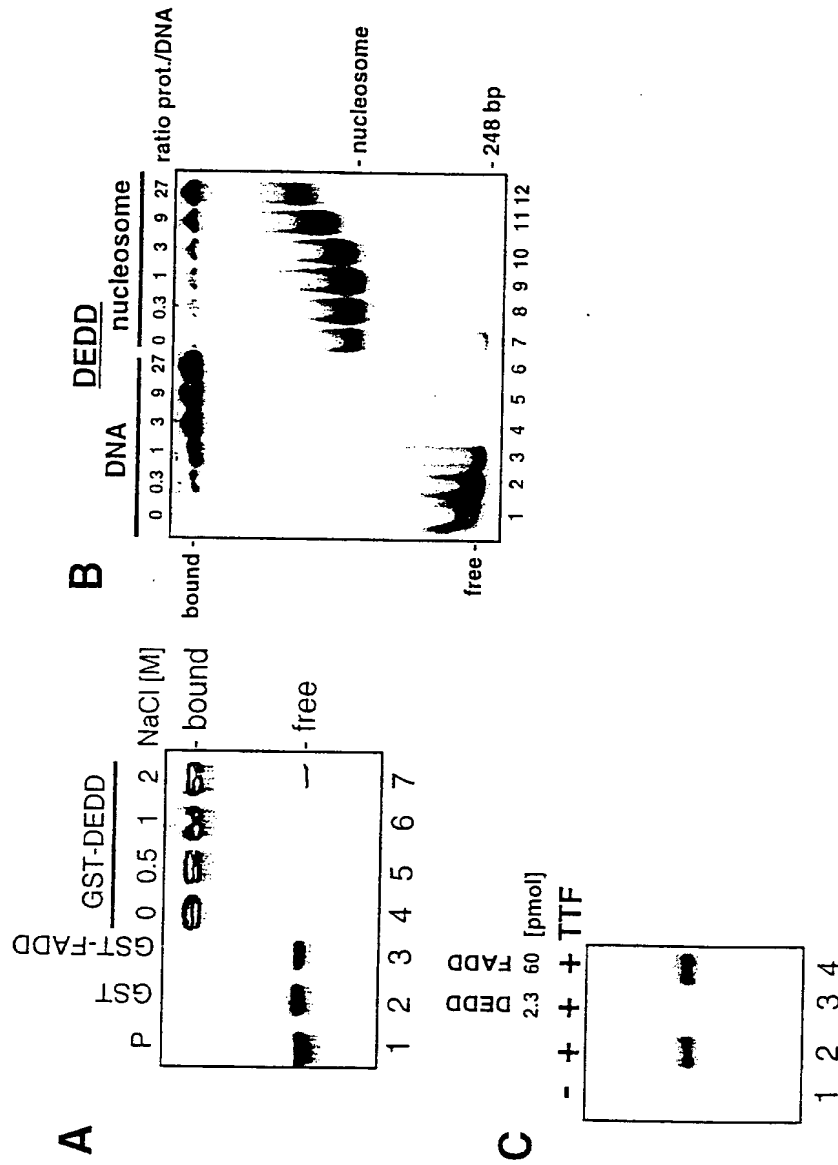 A
GST-DEDD
P GST GST-FADD 0 0.5 1 2 NaCl [M]
- bound
- free
1 2 3 4 5 6 7
B
DEDD
DNA nucleosome
0 0.3 1 3 9 27 0 0.3 1 3 9 27 ratio prot./DNA
bound -
- nucleosome
free - - 248 bp
1 2 3 4 5 6 7 8 9 10 11 12
C
DEDD FADD
2.3 60 [pmol]
- + + + TTF
1 2 3 4